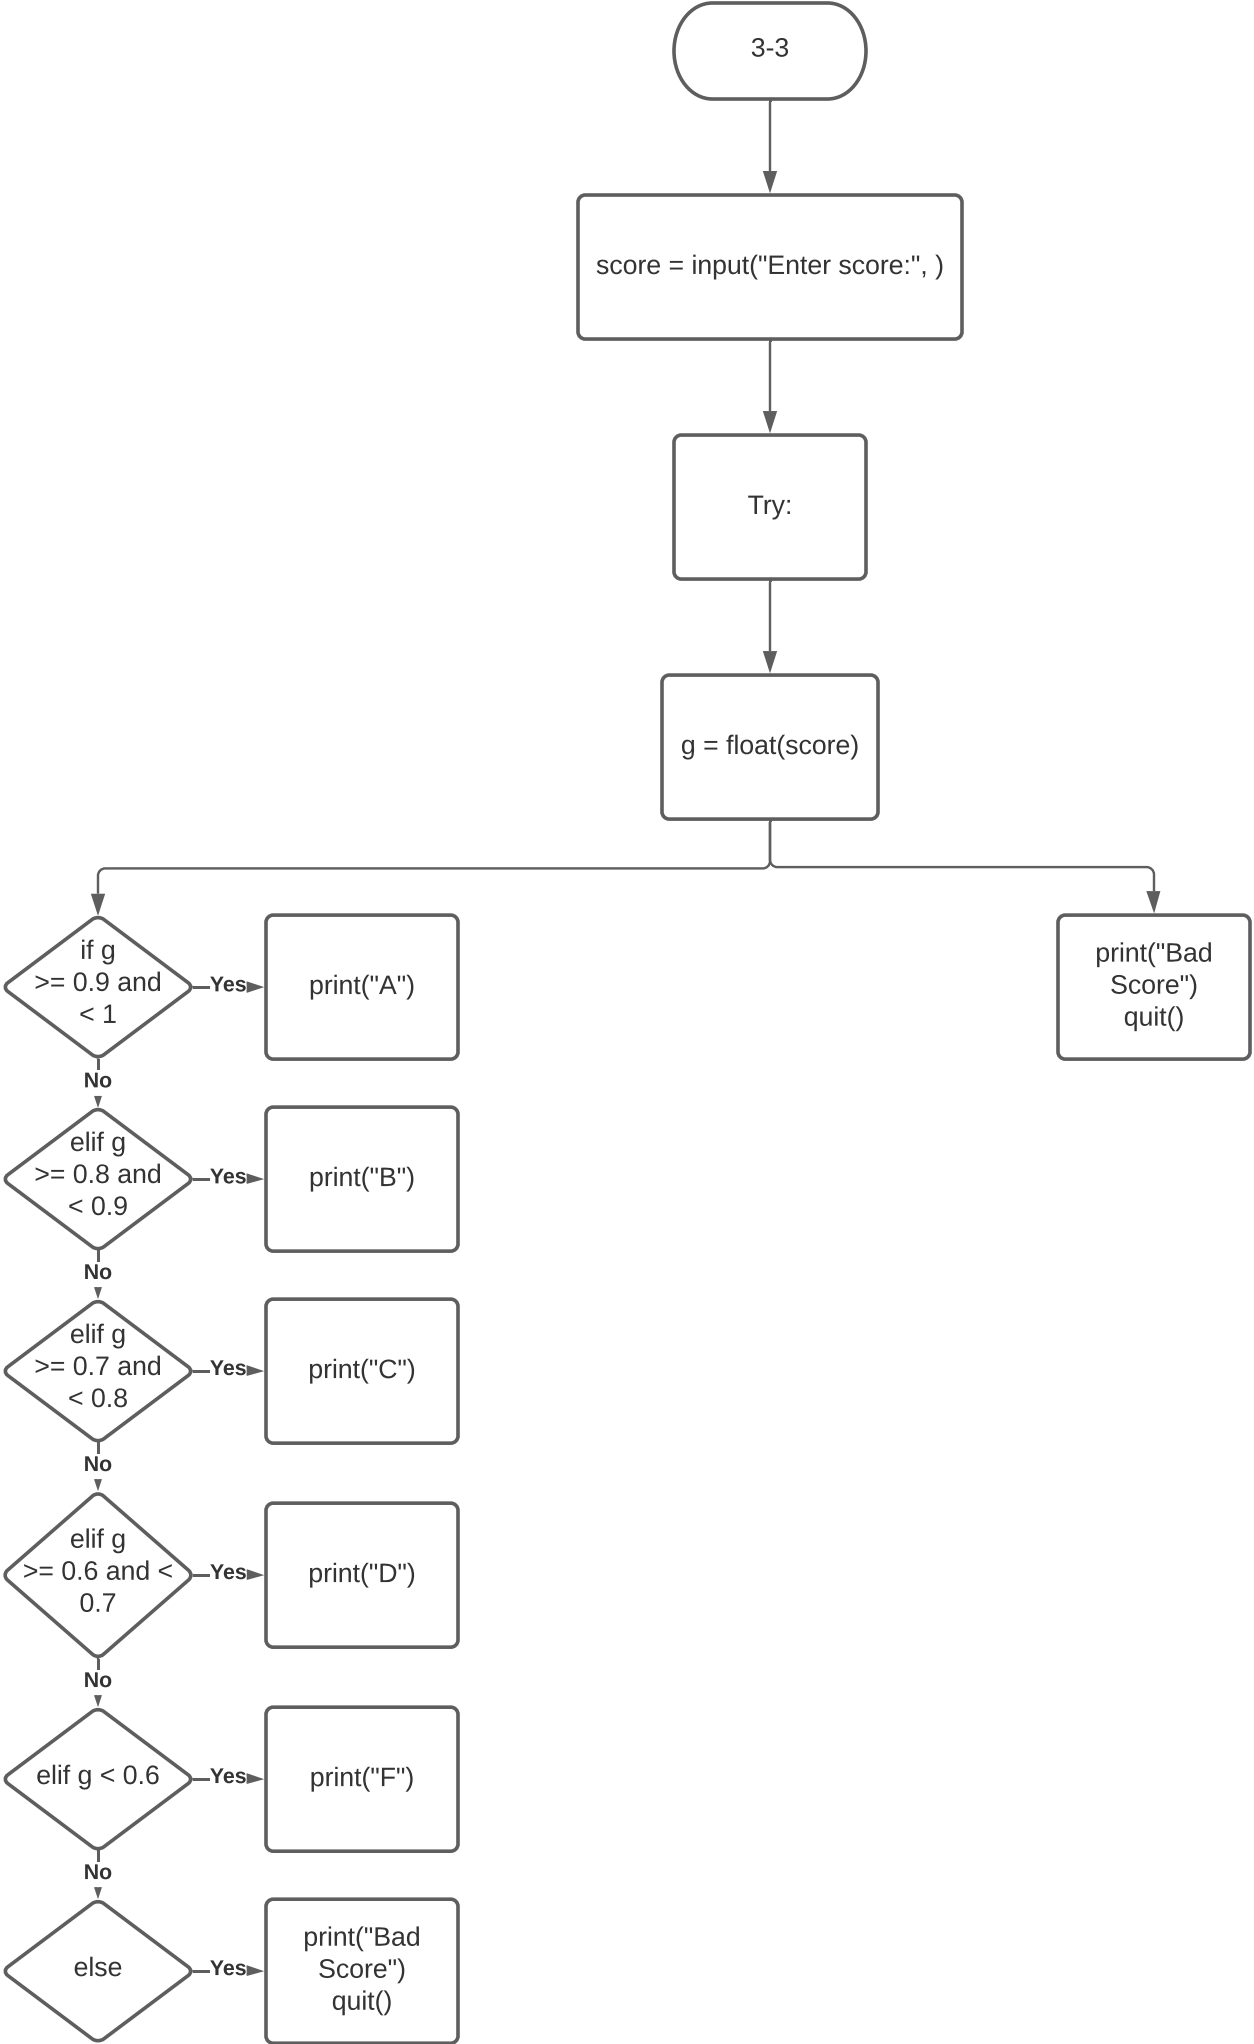 3-3
score = input("Enter score:", )
Try:
g = float(score)
if g
>= 0.9 and
< 1
Yes
print("A")
print("Bad
Score")
quit()
No
elif g
>= 0.8 and
< 0.9
Yes
print("B")
No
elif g
>= 0.7 and
< 0.8
Yes
print("C")
No
elif g
>= 0.6 and <
0.7
Yes
print("D")
No
elif g < 0.6
Yes
print("F")
No
else
Yes
print("Bad
Score")
quit()